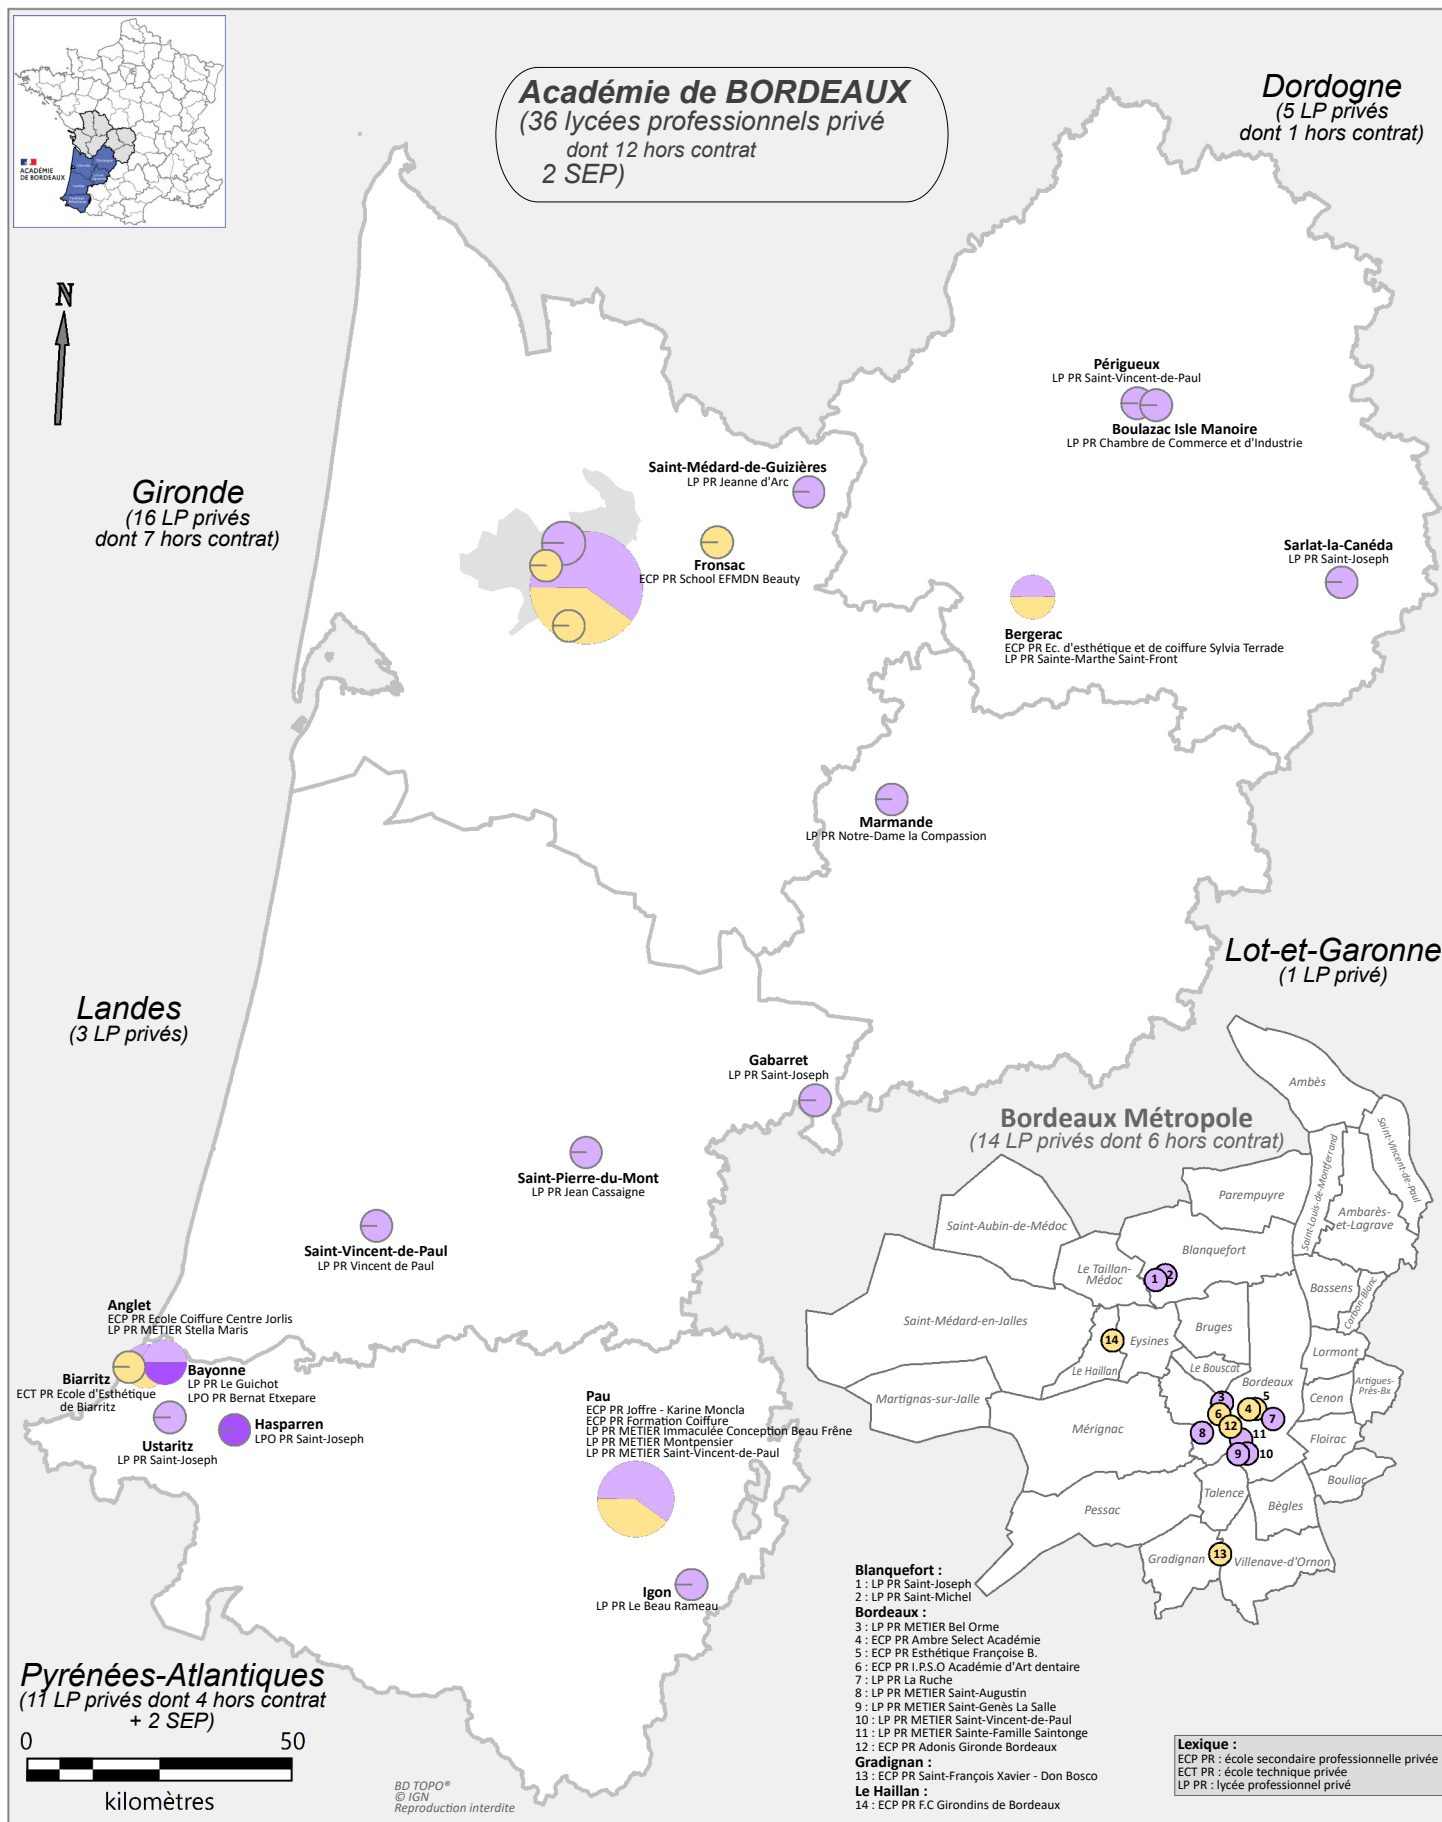 ACADÉMIE
DE BORDEAUX
Gironde
Dordogne
Landes
Académie de BORDEAUX
(36 lycées professionnels privé
dont 12 hors contrat
2 SEP)
Dordogne
(5 LP privés
dont 1 hors contrat)
N
Périgueux
LP PR Saint-Vincent-de-Paul
Boulazac Isle Manoire
LP PR Chambre de Commerce et d'Industrie
Saint-Médard-de-Guizières
LP PR Jeanne d'Arc
Gironde
(16 LP privés
dont 7 hors contrat)
Fronsac
ECP PR School EFMDN Beauty
Sarlat-la-Canéda
LP PR Saint-Joseph
Bergerac
ECP PR Ec. d'esthétique et de coiffure Sylvia Terrade
LP PR Sainte-Marthe Saint-Front
Marmande
LP PR Notre-Dame la Compassion
Lot-et-Garonne
(1 LP privé)
Landes
(3 LP privés)
Gabarret
LP PR Saint-Joseph
Saint-Pierre-du-Mont
LP PR Jean Cassaigne
Saint-Vincent-de-Paul
LP PR Vincent de Paul
Anglet
ECP PR Ecole Coiffure Centre Jorlis
LP PR METIER Stella Maris
Biarritz
ECT PR Ecole d'Esthétique
de Biarritz
Bayonne
LP PR Le Guichot
LPO PR Bernat Etxepare
Hasparren
LPO PR Saint-Joseph
Ustaritz
LP PR Saint-Joseph
Pau
ECP PR Joffre - Karine Moncla
ECP PR Formation Coiffure
LP PR METIER Immaculée Conception Beau Frêne
LP PR METIER Montpensier
LP PR METIER Saint-Vincent-de-Paul
Igon
LP PR Le Beau Rameau
Pyrénées-Atlantiques
(11 LP privés dont 4 hors contrat
+ 2 SEP)
0 50
kilomètres
BD TOPO®
© IGN
Reproduction interdite
Bordeaux Métropole
(14 LP privés dont 6 hors contrat)
Ambès
Saint-Vincent-de-Paul
Saint-Louis-de-Montferrand
Parempuyre
Ambarès-
et-Lagrave
Saint-Aubin-de-Médoc
Blanquefort
Le Taillan-
Médoc
1
2
Bassens
Carbon-Blanc
Saint-Médard-en-Jalles
14
Eysines
Bruges
Lormont
Le Haillan
Le Bouscat
Bordeaux
Artigues-
Près-Bx
Martignas-sur-Jalle
Cenon
3
5
4
6
7
12
Mérignac
8
11
Floirac
9
10
Bouliac
Talence
Bègles
Pessac
13
Gradignan
Villenave-d'Ornon
Blanquefort :
1 : LP PR Saint-Joseph
2 : LP PR Saint-Michel
Bordeaux :
3 : LP PR METIER Bel Orme
4 : ECP PR Ambre Select Académie
5 : ECP PR Esthétique Françoise B.
6 : ECP PR I.P.S.O Académie d'Art dentaire
7 : LP PR La Ruche
8 : LP PR METIER Saint-Augustin
9 : LP PR METIER Saint-Genès La Salle
10 : LP PR METIER Saint-Vincent-de-Paul
11 : LP PR METIER Sainte-Famille Saintonge
12 : ECP PR Adonis Gironde Bordeaux
Gradignan :
13 : ECP PR Saint-François Xavier - Don Bosco
Le Haillan :
14 : ECP PR F.C Girondins de Bordeaux
Lexique :
ECP PR : école secondaire professionnelle privée
ECT PR : école technique privée
LP PR : lycée professionnel privé